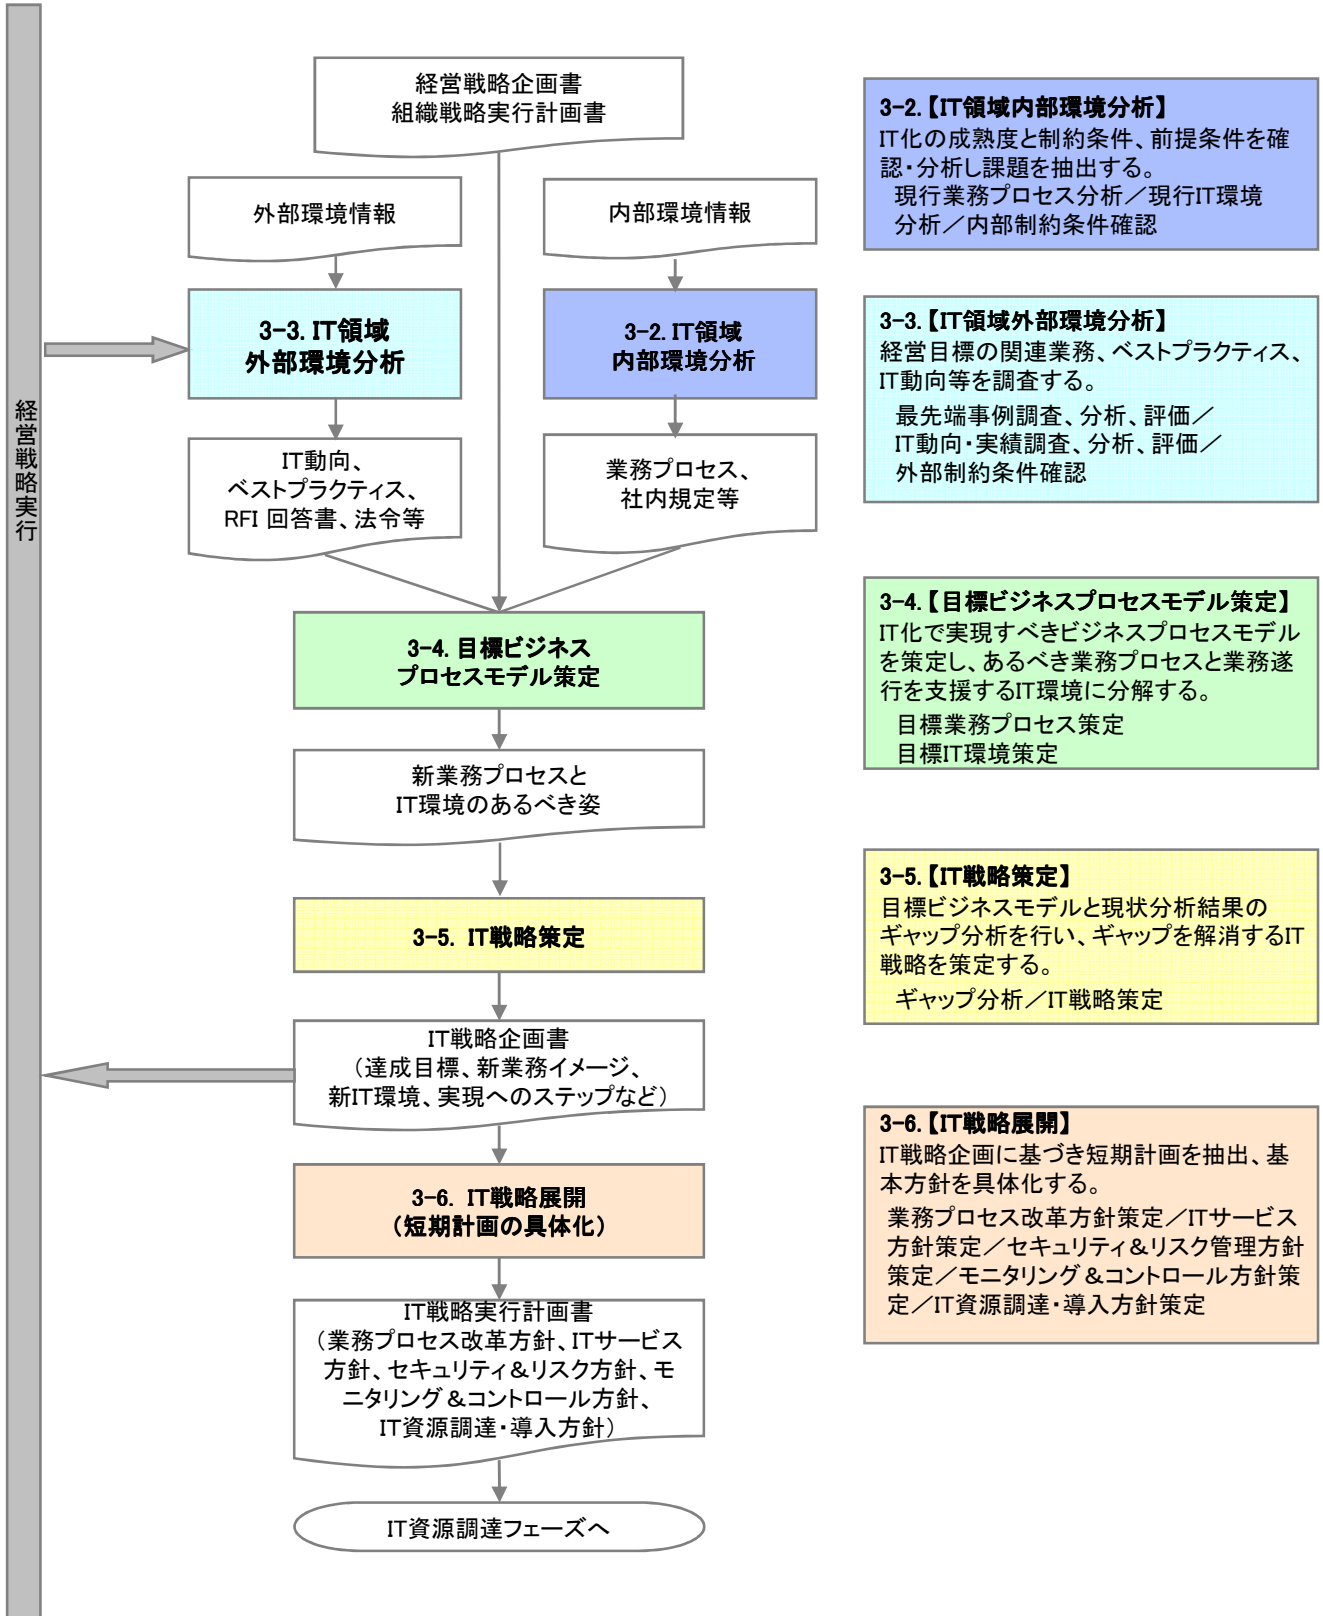 経営戦略実行
経営戦略企画書
組織戦略実行計画書
外部環境情報
内部環境情報
3-3. IT領域
外部環境分析
3-2. IT領域
内部環境分析
IT動向、
ベストプラクティス、
RFI 回答書、法令等
業務プロセス、
社内規定等
3-4. 目標ビジネス
プロセスモデル策定
新業務プロセスと
IT環境のあるべき姿
3-5. IT戦略策定
IT戦略企画書
（達成目標、新業務イメージ、
新IT環境、実現へのステップなど）
3-6. IT戦略展開
（短期計画の具体化）
IT戦略実行計画書
（業務プロセス改革方針、ITサービス
方針、セキュリティ＆リスク方針、モ
ニタリング＆コントロール方針、
IT資源調達・導入方針）
IT資源調達フェーズへ
3-2.【IT領域内部環境分析】
IT化の成熟度と制約条件、前提条件を確
認・分析し課題を抽出する。
現行業務プロセス分析／現行IT環境
分析／内部制約条件確認
3-3.【IT領域外部環境分析】
経営目標の関連業務、ベストプラクティス、
IT動向等を調査する。
最先端事例調査、分析、評価／
IT動向・実績調査、分析、評価／
外部制約条件確認
3-4.【目標ビジネスプロセスモデル策定】
IT化で実現すべきビジネスプロセスモデル
を策定し、あるべき業務プロセスと業務遂
行を支援するIT環境に分解する。
目標業務プロセス策定
目標IT環境策定
3-5.【IT戦略策定】
目標ビジネスモデルと現状分析結果の
ギャップ分析を行い、ギャップを解消するIT
戦略を策定する。
ギャップ分析／IT戦略策定
3-6.【IT戦略展開】
IT戦略企画に基づき短期計画を抽出、基
本方針を具体化する。
業務プロセス改革方針策定／ITサービス
方針策定／セキュリティ＆リスク管理方針
策定／モニタリング＆コントロール方針策
定／IT資源調達・導入方針策定